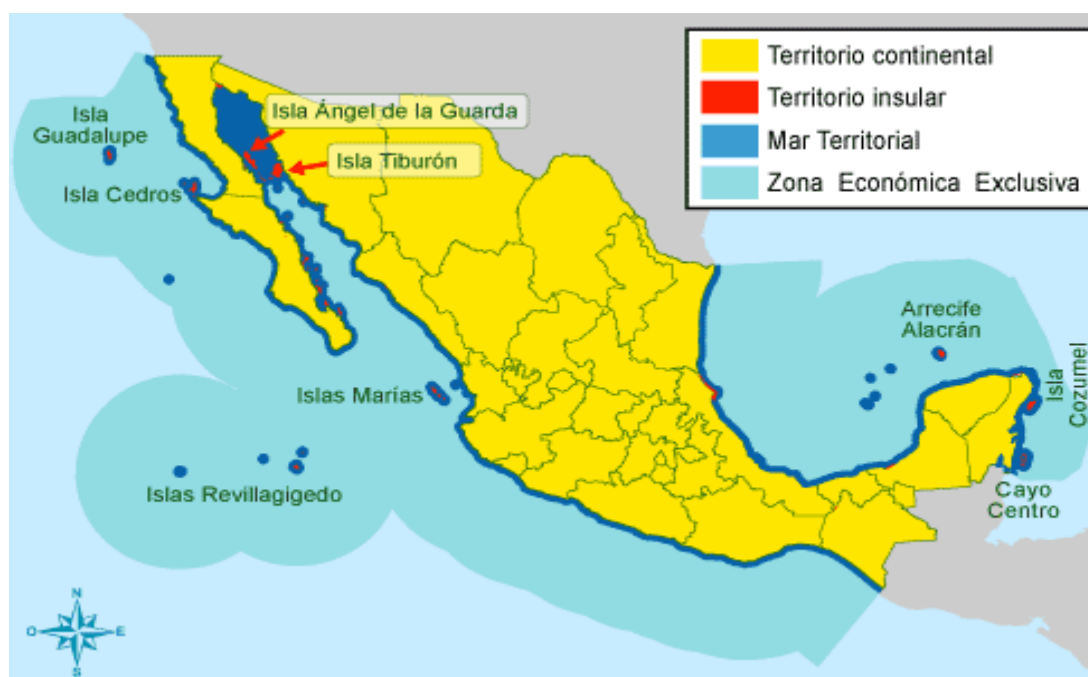 Territorio continental
Territorio insular
Mar Territorial
Zona Económica Exclusiva
Isla Ángel de la Guarda
Isla
Guadalupe
Isla Tiburón
Isla Cedros
Arrecife
Alacrán
Isla
Cozumel
Islas Marías
Islas Revillagigedo
Cayo
Centro
N
O
E
S